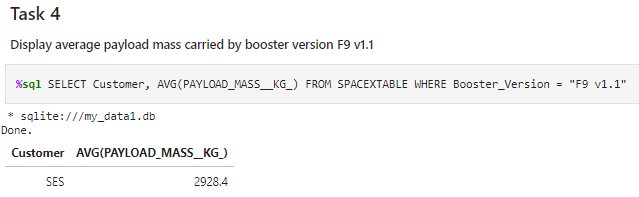 Task 4
Display average payload mass carried by booster version F9 v1.1
%sql SELECT Customer, AVG(PAYLOAD_MASS__KG_) FROM SPACEXTABLE WHERE Booster_Version = "F9 v1.1"
* sqlite:///my_data1.db
Done.
Customer AVG(PAYLOAD_MASS__KG_)
SES 2928.4